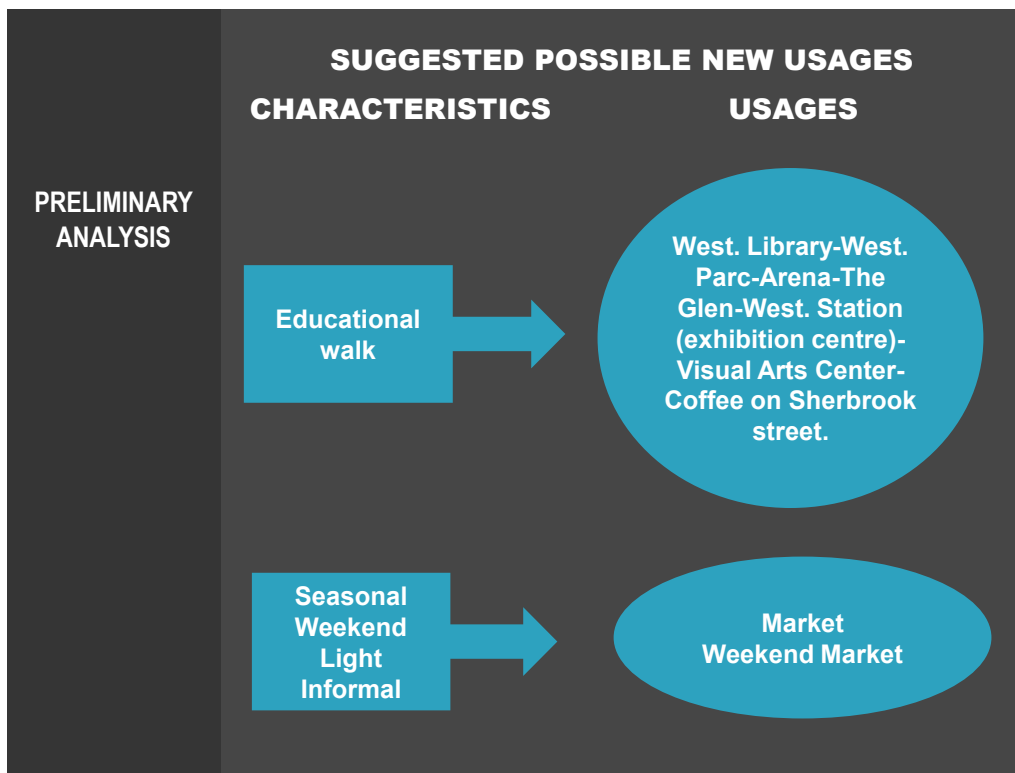 SUGGESTED POSSIBLE NEW USAGES
CHARACTERISTICS
USAGES
PRELIMINARY
ANALYSIS
Educational
walk
West. Library-West.
Parc-Arena-The
Glen-West. Station
(exhibition centre)-
Visual Arts Center-
Coffee on Sherbrook
street.
Seasonal
Weekend
Light
Informal
Market
Weekend Market